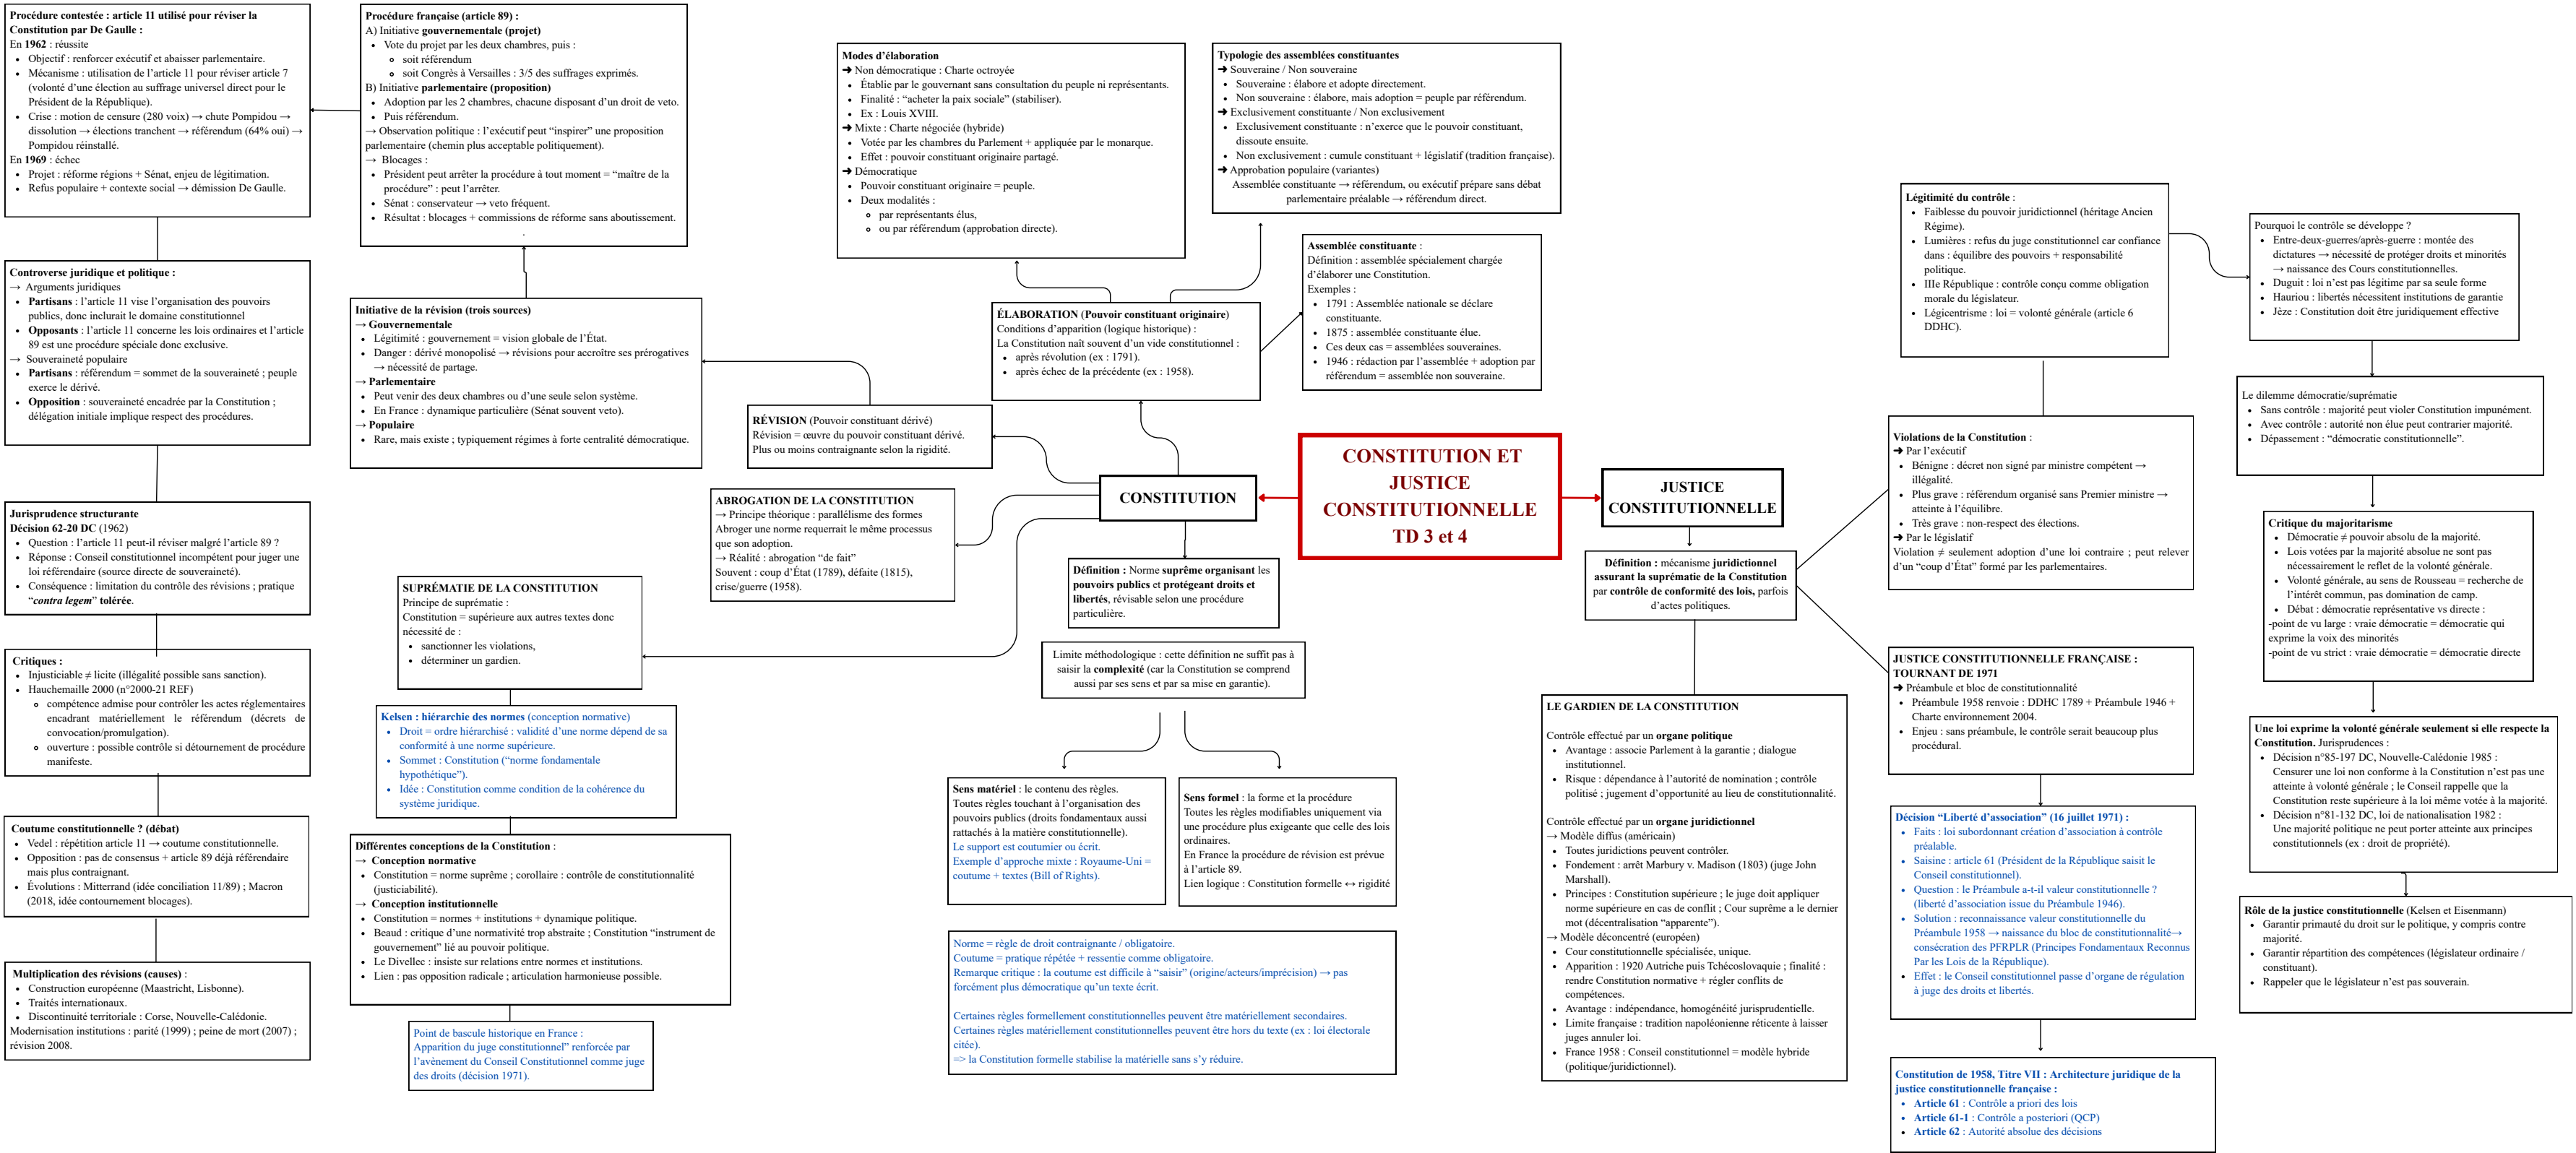 Procédure contestée : article 11 utilisé pour réviser la
Constitution par De Gaulle :
En 1962 : réussite
• Objectif : renforcer exécutif et abaisser parlementaire.
• Mécanisme : utilisation de l’article 11 pour réviser article 7
(volonté d’une élection au suffrage universel direct pour le
Président de la République).
• Crise : motion de censure (280 voix) → chute Pompidou →
dissolution → élections tranchent → référendum (64% oui) →
Pompidou réinstallé.
En 1969 : échec
• Projet : réforme régions + Sénat, enjeu de légitimation.
• Refus populaire + contexte social → démission De Gaulle.
Controverse juridique et politique :
→ Arguments juridiques
• Partisans : l’article 11 vise l’organisation des pouvoirs
publics, donc inclurait le domaine constitutionnel
• Opposants : l’article 11 concerne les lois ordinaires et l’article
89 est une procédure spéciale donc exclusive.
→ Souveraineté populaire
• Partisans : référendum = sommet de la souveraineté ; peuple
exerce le dérivé.
• Opposition : souveraineté encadrée par la Constitution ;
délégation initiale implique respect des procédures.
Jurisprudence structurante
Décision 62-20 DC (1962)
• Question : l’article 11 peut-il réviser malgré l’article 89 ?
• Réponse : Conseil constitutionnel incompétent pour juger une
loi référendaire (source directe de souveraineté).
• Conséquence : limitation du contrôle des révisions ; pratique
“contra legem” tolérée.
Critiques :
• Injusticiable ≠ licite (illégalité possible sans sanction).
• Hauchemaille 2000 (n°2000-21 REF)
compétence admise pour contrôler les actes réglementaires
encadrant matériellement le référendum (décrets de
convocation/promulgation).
ouverture : possible contrôle si détournement de procédure
manifeste.
Coutume constitutionnelle ? (débat)
• Vedel : répétition article 11 → coutume constitutionnelle.
• Opposition : pas de consensus + article 89 déjà référendaire
mais plus contraignant.
• Évolutions : Mitterrand (idée conciliation 11/89) ; Macron
(2018, idée contournement blocages).
Multiplication des révisions (causes) :
• Construction européenne (Maastricht, Lisbonne).
• Traités internationaux.
• Discontinuité territoriale : Corse, Nouvelle-Calédonie.
Modernisation institutions : parité (1999) ; peine de mort (2007) ;
révision 2008.
Procédure française (article 89) :
A) Initiative gouvernementale (projet)
• Vote du projet par les deux chambres, puis :
soit référendum
soit Congrès à Versailles : 3/5 des suffrages exprimés.
B) Initiative parlementaire (proposition)
• Adoption par les 2 chambres, chacune disposant d’un droit de veto.
• Puis référendum.
→ Observation politique : l’exécutif peut “inspirer” une proposition
parlementaire (chemin plus acceptable politiquement).
→ Blocages :
• Président peut arrêter la procédure à tout moment = “maître de la
procédure” : peut l’arrêter.
• Sénat : conservateur → veto fréquent.
• Résultat : blocages + commissions de réforme sans aboutissement.
.
Initiative de la révision (trois sources)
→ Gouvernementale
• Légitimité : gouvernement = vision globale de l’État.
• Danger : dérivé monopolisé → révisions pour accroître ses prérogatives
→ nécessité de partage.
→ Parlementaire
• Peut venir des deux chambres ou d’une seule selon système.
• En France : dynamique particulière (Sénat souvent veto).
→ Populaire
• Rare, mais existe ; typiquement régimes à forte centralité démocratique.
RÉVISION (Pouvoir constituant dérivé)
Révision = œuvre du pouvoir constituant dérivé.
Plus ou moins contraignante selon la rigidité.
ABROGATION DE LA CONSTITUTION
→ Principe théorique : parallélisme des formes
Abroger une norme requerrait le même processus
que son adoption.
→ Réalité : abrogation “de fait”
Souvent : coup d’État (1789), défaite (1815),
crise/guerre (1958).
SUPRÉMATIE DE LA CONSTITUTION
Principe de suprématie :
Constitution = supérieure aux autres textes donc
nécessité de :
• sanctionner les violations,
• déterminer un gardien.
Kelsen : hiérarchie des normes (conception normative)
• Droit = ordre hiérarchisé : validité d’une norme dépend de sa
conformité à une norme supérieure.
• Sommet : Constitution (“norme fondamentale
hypothétique”).
• Idée : Constitution comme condition de la cohérence du
système juridique.
Différentes conceptions de la Constitution :
→ Conception normative
• Constitution = norme suprême ; corollaire : contrôle de constitutionnalité
(justiciabilité).
→ Conception institutionnelle
• Constitution = normes + institutions + dynamique politique.
• Beaud : critique d’une normativité trop abstraite ; Constitution “instrument de
gouvernement” lié au pouvoir politique.
• Le Divellec : insiste sur relations entre normes et institutions.
• Lien : pas opposition radicale ; articulation harmonieuse possible.
Point de bascule historique en France :
Apparition du juge constitutionnel” renforcée par
l’avènement du Conseil Constitutionnel comme juge
des droits (décision 1971).
Modes d’élaboration
➜ Non démocratique : Charte octroyée
• Établie par le gouvernant sans consultation du peuple ni représentants.
• Finalité : “acheter la paix sociale” (stabiliser).
• Ex : Louis XVIII.
➜ Mixte : Charte négociée (hybride)
• Votée par les chambres du Parlement + appliquée par le monarque.
• Effet : pouvoir constituant originaire partagé.
➜ Démocratique
• Pouvoir constituant originaire = peuple.
• Deux modalités :
par représentants élus,
ou par référendum (approbation directe).
Typologie des assemblées constituantes
➜ Souveraine / Non souveraine
• Souveraine : élabore et adopte directement.
• Non souveraine : élabore, mais adoption = peuple par référendum.
➜ Exclusivement constituante / Non exclusivement
• Exclusivement constituante : n’exerce que le pouvoir constituant,
dissoute ensuite.
• Non exclusivement : cumule constituant + législatif (tradition française).
➜ Approbation populaire (variantes)
Assemblée constituante → référendum, ou exécutif prépare sans débat
parlementaire préalable → référendum direct.
ÉLABORATION (Pouvoir constituant originaire)
Conditions d’apparition (logique historique) :
La Constitution naît souvent d’un vide constitutionnel :
• après révolution (ex : 1791).
• après échec de la précédente (ex : 1958).
Assemblée constituante :
Définition : assemblée spécialement chargée
d’élaborer une Constitution.
Exemples :
• 1791 : Assemblée nationale se déclare
constituante.
• 1875 : assemblée constituante élue.
• Ces deux cas = assemblées souveraines.
• 1946 : rédaction par l’assemblée + adoption par
référendum = assemblée non souveraine.
CONSTITUTION
CONSTITUTION ET
JUSTICE
CONSTITUTIONNELLE
TD 3 et 4
JUSTICE
CONSTITUTIONNELLE
Définition : Norme suprême organisant les
pouvoirs publics et protégeant droits et
libertés, révisable selon une procédure
particulière.
Limite méthodologique : cette définition ne suffit pas à
saisir la complexité (car la Constitution se comprend
aussi par ses sens et par sa mise en garantie).
Sens matériel : le contenu des règles.
Toutes règles touchant à l’organisation des
pouvoirs publics (droits fondamentaux aussi
rattachés à la matière constitutionnelle).
Le support est coutumier ou écrit.
Exemple d’approche mixte : Royaume-Uni =
coutume + textes (Bill of Rights).
Sens formel : la forme et la procédure
Toutes les règles modifiables uniquement via
une procédure plus exigeante que celle des lois
ordinaires.
En France la procédure de révision est prévue
à l’article 89.
Lien logique : Constitution formelle ↔ rigidité
Norme = règle de droit contraignante / obligatoire.
Coutume = pratique répétée + ressentie comme obligatoire.
Remarque critique : la coutume est difficile à “saisir” (origine/acteurs/imprécision) → pas
forcément plus démocratique qu’un texte écrit.
Certaines règles formellement constitutionnelles peuvent être matériellement secondaires.
Certaines règles matériellement constitutionnelles peuvent être hors du texte (ex : loi électorale
citée).
=> la Constitution formelle stabilise la matérielle sans s’y réduire.
Définition : mécanisme juridictionnel
assurant la suprématie de la Constitution
par contrôle de conformité des lois, parfois
d’actes politiques.
LE GARDIEN DE LA CONSTITUTION
Contrôle effectué par un organe politique
• Avantage : associe Parlement à la garantie ; dialogue
institutionnel.
• Risque : dépendance à l’autorité de nomination ; contrôle
politisé ; jugement d’opportunité au lieu de constitutionnalité.
Contrôle effectué par un organe juridictionnel
→ Modèle diffus (américain)
• Toutes juridictions peuvent contrôler.
• Fondement : arrêt Marbury v. Madison (1803) (juge John
Marshall).
• Principes : Constitution supérieure ; le juge doit appliquer
norme supérieure en cas de conflit ; Cour suprême a le dernier
mot (décentralisation “apparente”).
→ Modèle déconcentré (européen)
• Cour constitutionnelle spécialisée, unique.
• Apparition : 1920 Autriche puis Tchécoslovaquie ; finalité :
rendre Constitution normative + régler conflits de
compétences.
• Avantage : indépendance, homogénéité jurisprudentielle.
• Limite française : tradition napoléonienne réticente à laisser
juges annuler loi.
• France 1958 : Conseil constitutionnel = modèle hybride
(politique/juridictionnel).
Légitimité du contrôle :
• Faiblesse du pouvoir juridictionnel (héritage Ancien
Régime).
• Lumières : refus du juge constitutionnel car confiance
dans : équilibre des pouvoirs + responsabilité
politique.
• IIIe République : contrôle conçu comme obligation
morale du législateur.
• Légicentrisme : loi = volonté générale (article 6
DDHC).
Violations de la Constitution :
➜ Par l’exécutif
• Bénigne : décret non signé par ministre compétent →
illégalité.
• Plus grave : référendum organisé sans Premier ministre →
atteinte à l’équilibre.
• Très grave : non-respect des élections.
➜ Par le législatif
Violation ≠ seulement adoption d’une loi contraire ; peut relever
d’un “coup d’État” formé par les parlementaires.
JUSTICE CONSTITUTIONNELLE FRANÇAISE :
TOURNANT DE 1971
➜ Préambule et bloc de constitutionnalité
• Préambule 1958 renvoie : DDHC 1789 + Préambule 1946 +
Charte environnement 2004.
• Enjeu : sans préambule, le contrôle serait beaucoup plus
procédural.
Décision “Liberté d’association” (16 juillet 1971) :
• Faits : loi subordonnant création d’association à contrôle
préalable.
• Saisine : article 61 (Président de la République saisit le
Conseil constitutionnel).
• Question : le Préambule a-t-il valeur constitutionnelle ?
(liberté d’association issue du Préambule 1946).
• Solution : reconnaissance valeur constitutionnelle du
Préambule 1958 → naissance du bloc de constitutionnalité→
consécration des PFRPLR (Principes Fondamentaux Reconnus
Par les Lois de la République).
• Effet : le Conseil constitutionnel passe d’organe de régulation
à juge des droits et libertés.
Constitution de 1958, Titre VII : Architecture juridique de la
justice constitutionnelle française :
• Article 61 : Contrôle a priori des lois
• Article 61-1 : Contrôle a posteriori (QCP)
• Article 62 : Autorité absolue des décisions
Pourquoi le contrôle se développe ?
• Entre-deux-guerres/après-guerre : montée des
dictatures → nécessité de protéger droits et minorités
→ naissance des Cours constitutionnelles.
• Duguit : loi n’est pas légitime par sa seule forme
• Hauriou : libertés nécessitent institutions de garantie
• Jèze : Constitution doit être juridiquement effective
Le dilemme démocratie/suprématie
• Sans contrôle : majorité peut violer Constitution impunément.
• Avec contrôle : autorité non élue peut contrarier majorité.
• Dépassement : “démocratie constitutionnelle”.
Critique du majoritarisme
• Démocratie ≠ pouvoir absolu de la majorité.
• Lois votées par la majorité absolue ne sont pas
nécessairement le reflet de la volonté générale.
• Volonté générale, au sens de Rousseau = recherche de
l’intérêt commun, pas domination de camp.
• Débat : démocratie représentative vs directe :
-point de vu large : vraie démocratie = démocratie qui
exprime la voix des minorités
-point de vu strict : vraie démocratie = démocratie directe
Une loi exprime la volonté générale seulement si elle respecte la
Constitution. Jurisprudences :
• Décision n°85-197 DC, Nouvelle-Calédonie 1985 :
Censurer une loi non conforme à la Constitution n’est pas une
atteinte à volonté générale ; le Conseil rappelle que la
Constitution reste supérieure à la loi même votée à la majorité.
• Décision n°81-132 DC, loi de nationalisation 1982 :
Une majorité politique ne peut porter atteinte aux principes
constitutionnels (ex : droit de propriété).
Rôle de la justice constitutionnelle (Kelsen et Eisenmann)
• Garantir primauté du droit sur le politique, y compris contre
majorité.
• Garantir répartition des compétences (législateur ordinaire /
constituant).
• Rappeler que le législateur n’est pas souverain.